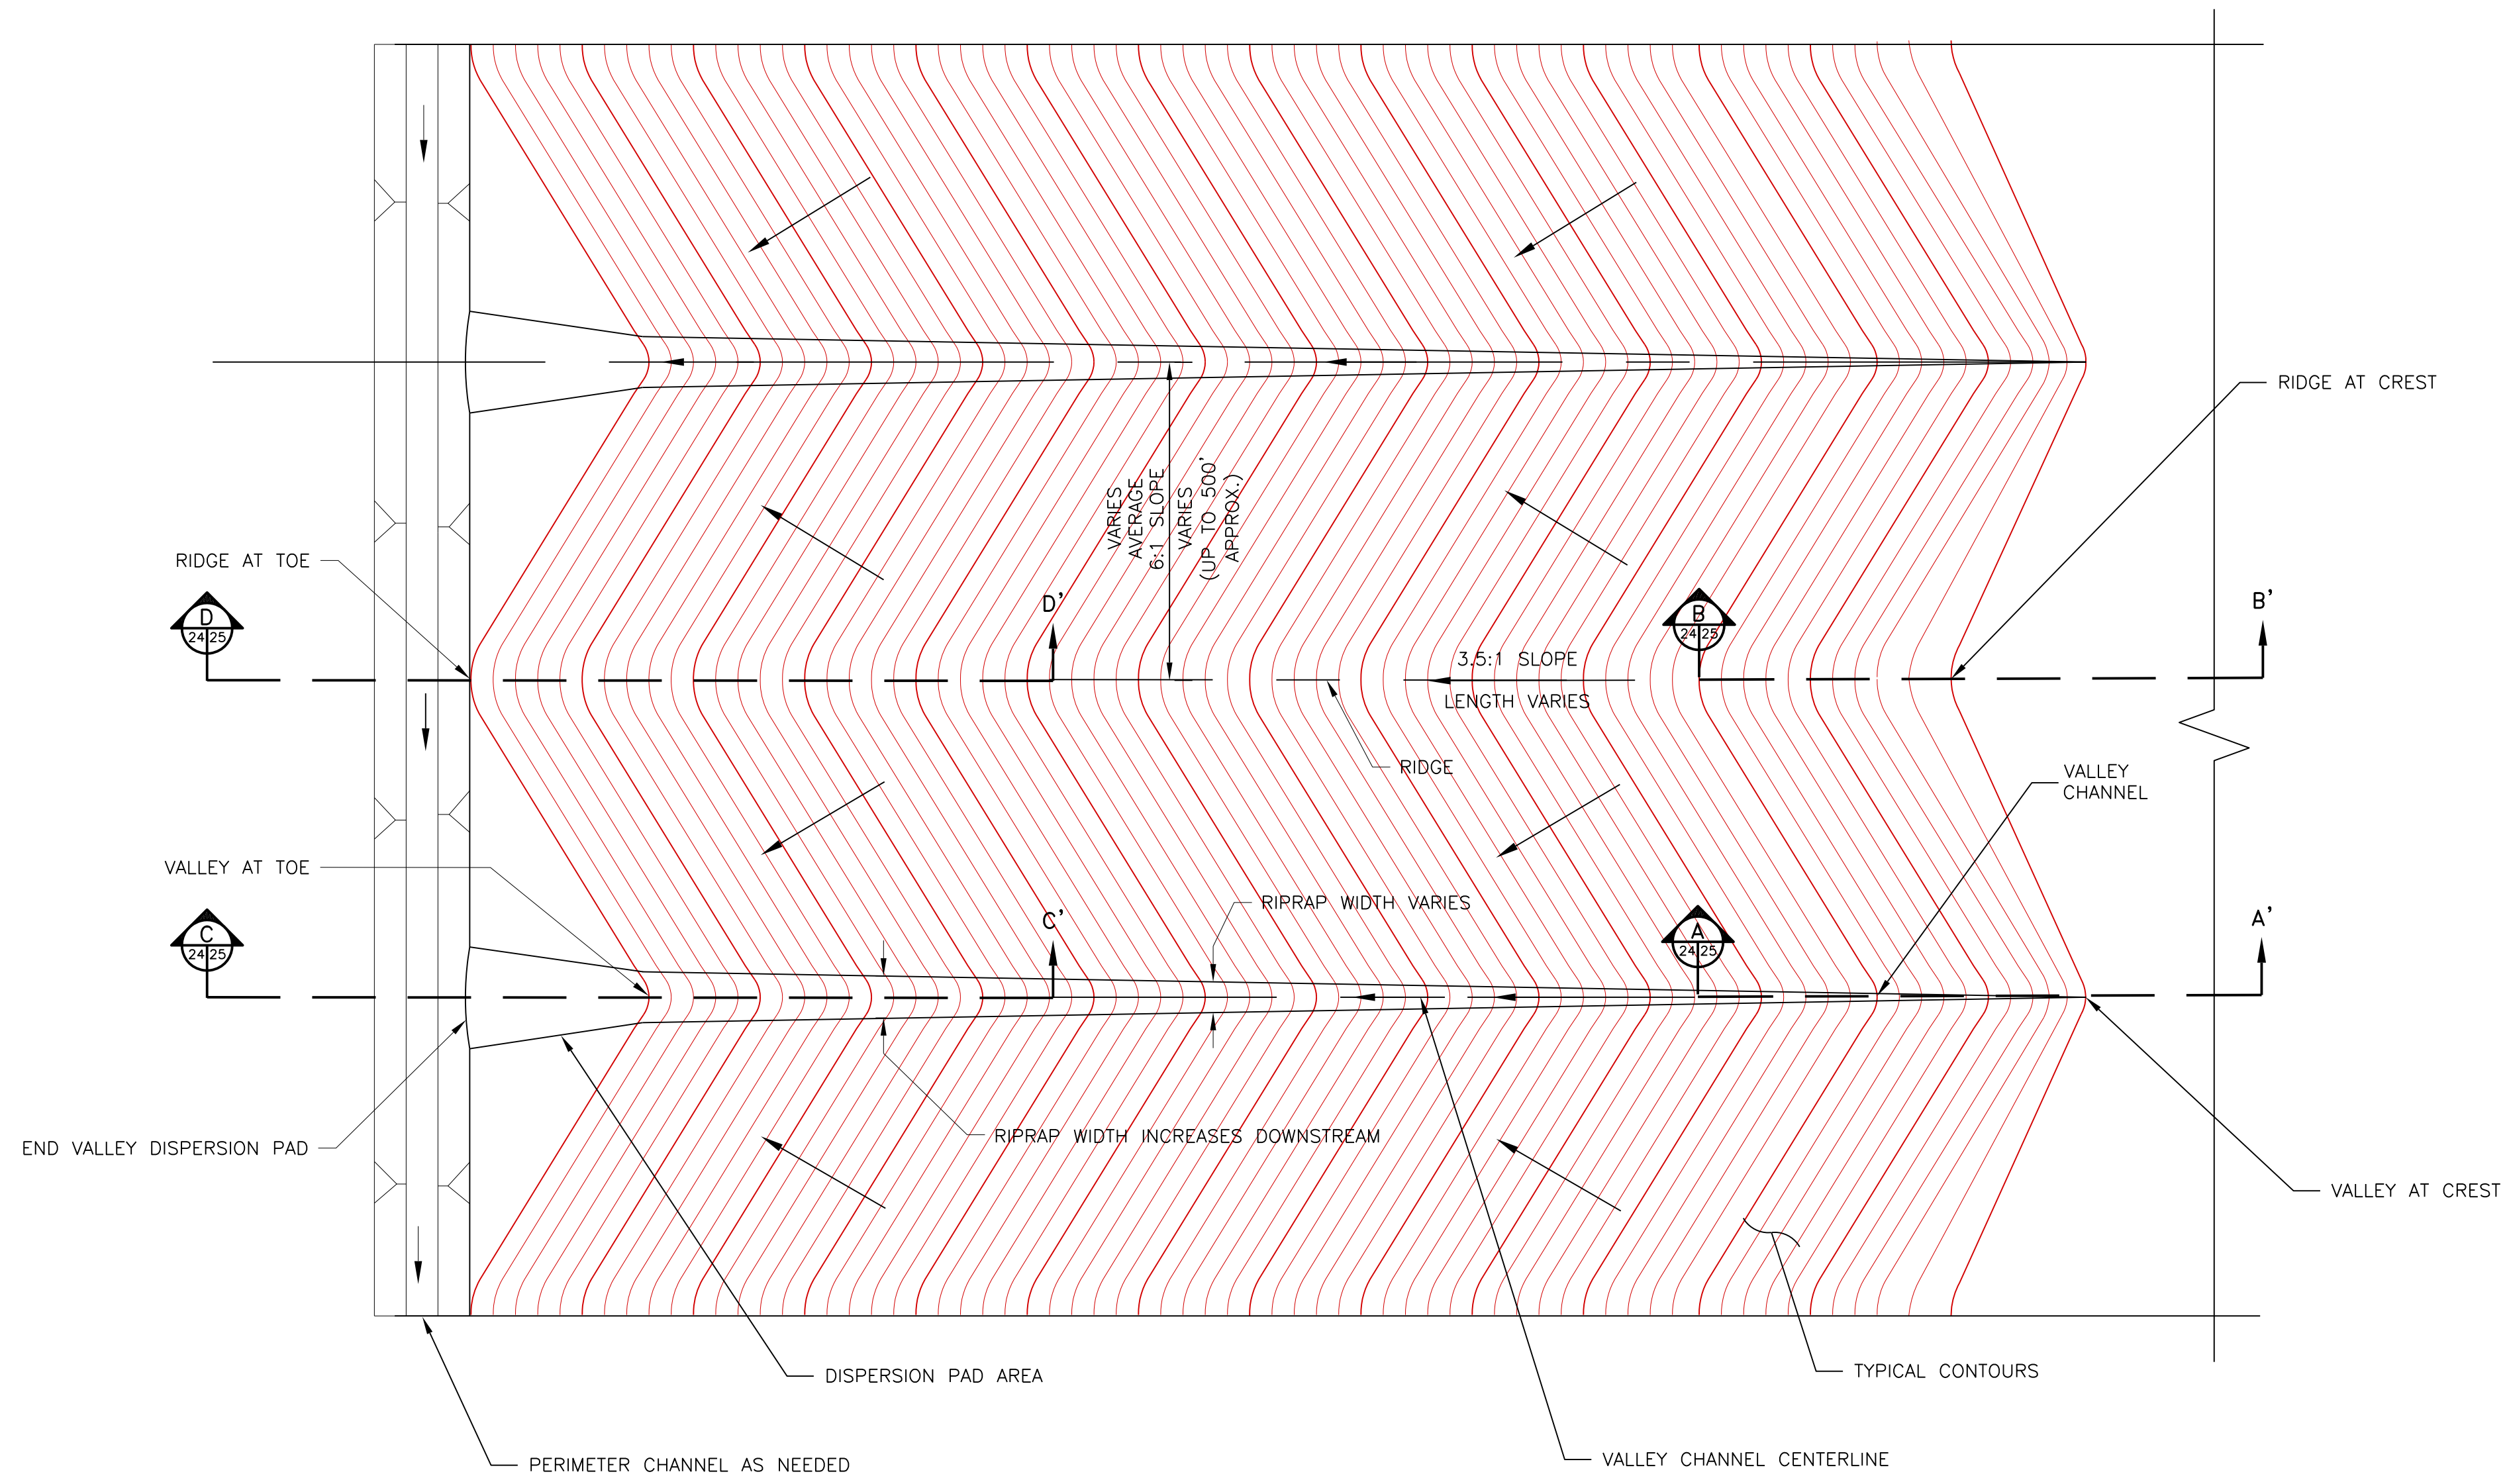 RIDGE AT CREST
VARIES
AVERAGE
6:1 SLOPE
VARIES
(UP TO 500'
APPROX.)
RIDGE AT TOE
D
24 25
D'
B
24 25
B'
3.5:1 SLOPE
LENGTH VARIES
RIDGE
VALLEY
CHANNEL
VALLEY AT TOE
RIPRAP WIDTH VARIES
C
24 25
C'
A
24 25
A'
RIPRAP WIDTH INCREASES DOWNSTREAM
END VALLEY DISPERSION PAD
VALLEY AT CREST
DISPERSION PAD AREA
TYPICAL CONTOURS
PERIMETER CHANNEL AS NEEDED
VALLEY CHANNEL CENTERLINE